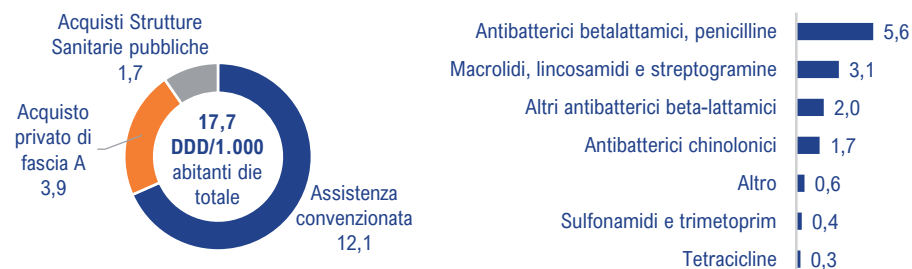 Acquisti Strutture
Sanitarie pubbliche
1,7
Acquisto
privato di
fascia A
3,9
17,7
DDD/1.000
abitanti die
totale
Assistenza
convenzionata
12,1
Antibatterici betalattamici, penicilline 5,6
Macrolidi, lincosamidi e streptogramine 3,1
Altri antibatterici beta-lattamici 2,0
Antibatterici chinolonici 1,7
Altro 0,6
Sulfonamidi e trimetoprim 0,4
Tetracicline 0,3